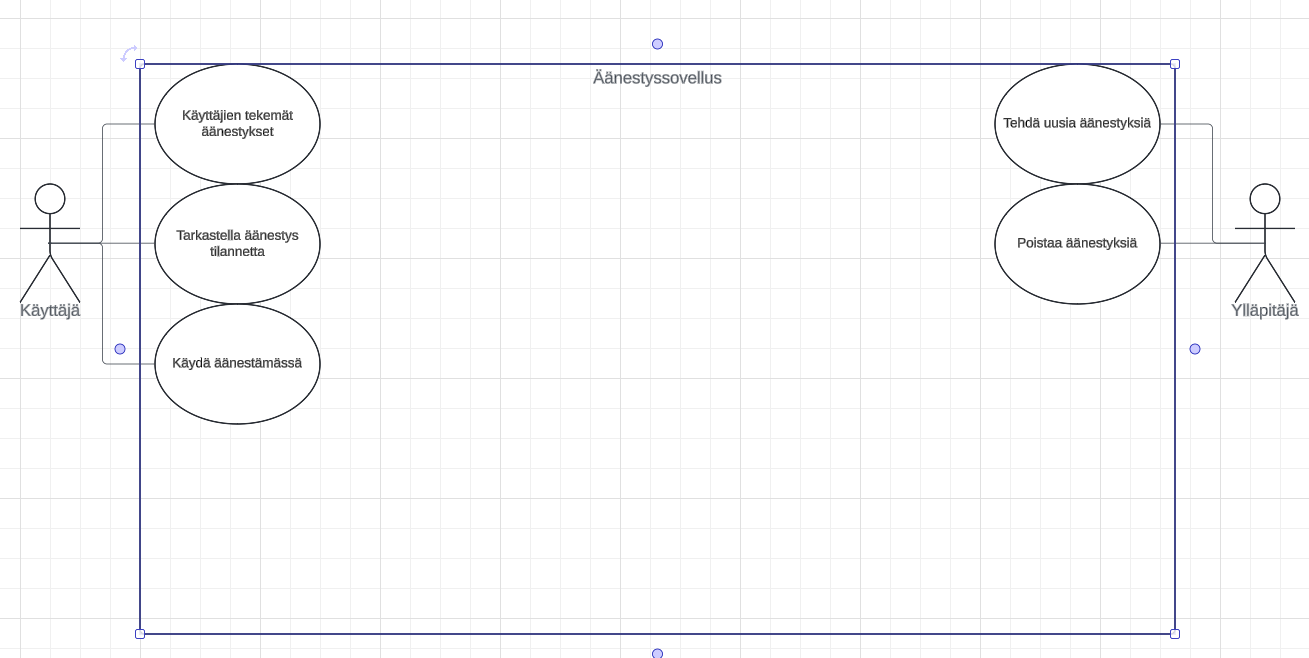 Äänestyssovellus
Käyttäjien tekemät
äänestykset
Tehdä uusia äänestyksiä
Tarkastella äänestys
tilannetta
Poistaa äänestyksiä
Käyttäjä
Ylläpitäjä
Käydä äänestämässä